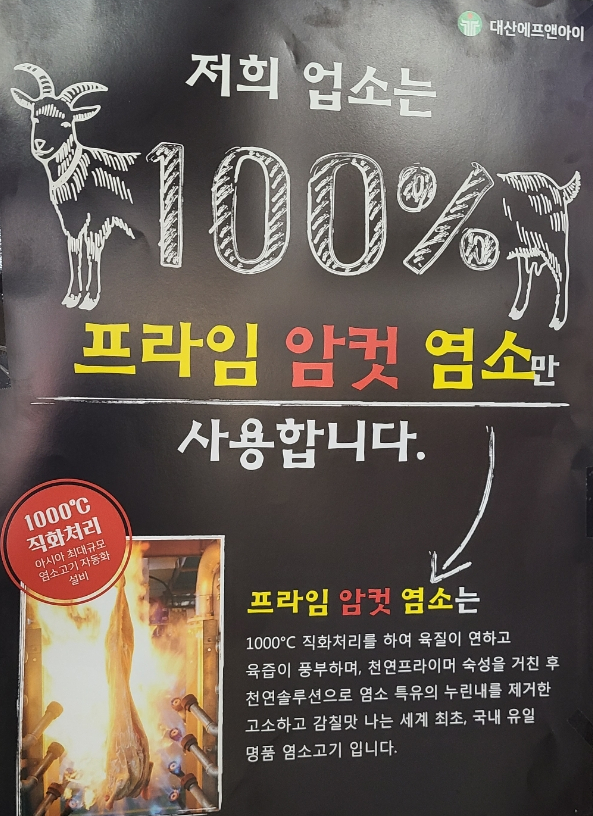 대산에프앤아이
저희 업소는
100%
프라임 암컷 염소만
사용합니다.
1000℃
직화처리
아시아 최대규모
염소고기 자동화
설비
프라임 암컷 염소는
1000℃ 직화처리를 하여 육질이 연하고
육즙이 풍부하며, 천연프라이머 숙성을 거친 후
천연솔루션으로 염소 특유의 누린내를 제거한
고소하고 감칠맛 나는 세계 최초, 국내 유일
명품 염소고기 입니다.